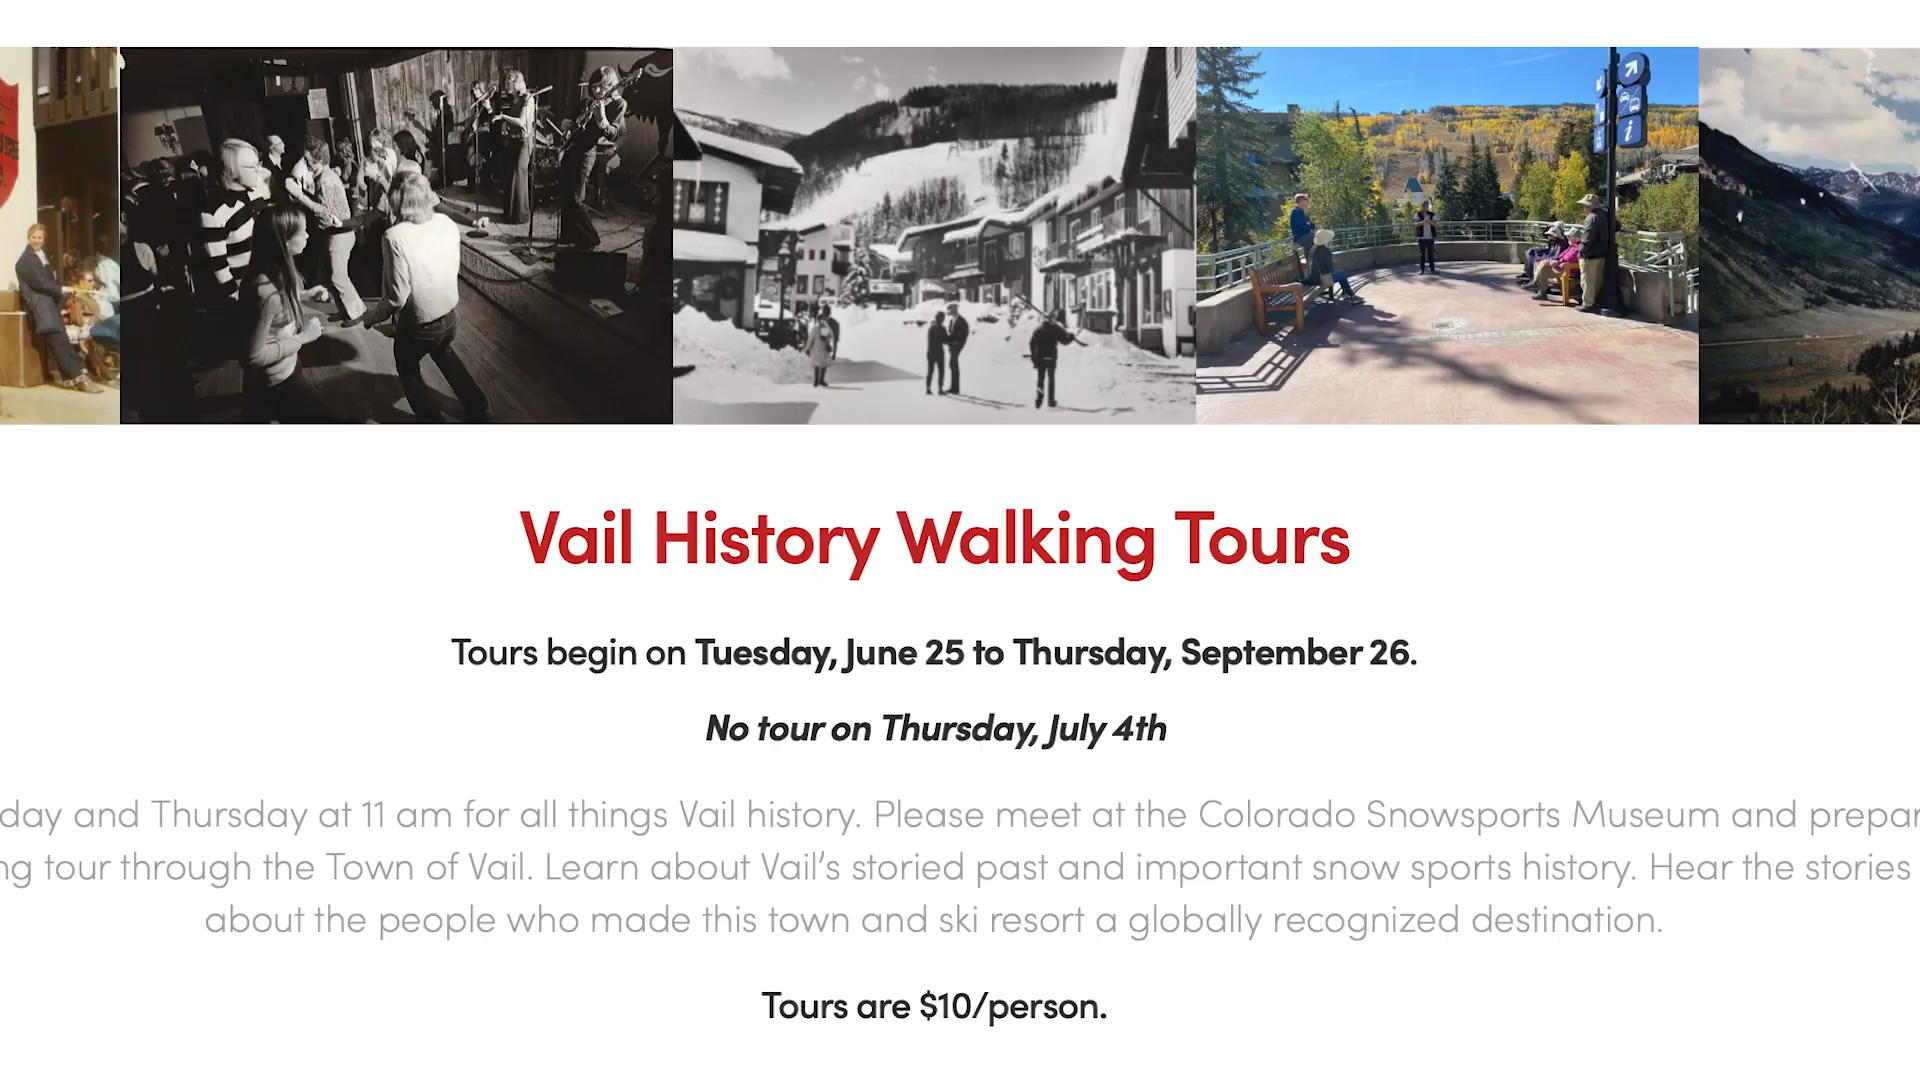 Vail History Walking Tours
Tours begin on Tuesday, June 25 to Thursday, September 26.
No tour on Thursday, July 4th
day and Thursday at 11 am for all things Vail history. Please meet at the Colorado Snowsports Museum and prepar
ng tour through the Town of Vail. Learn about Vail's storied past and important snow sports history. Hear the stories
about the people who made this town and ski resort a globally recognized destination.
Tours are $10/person.